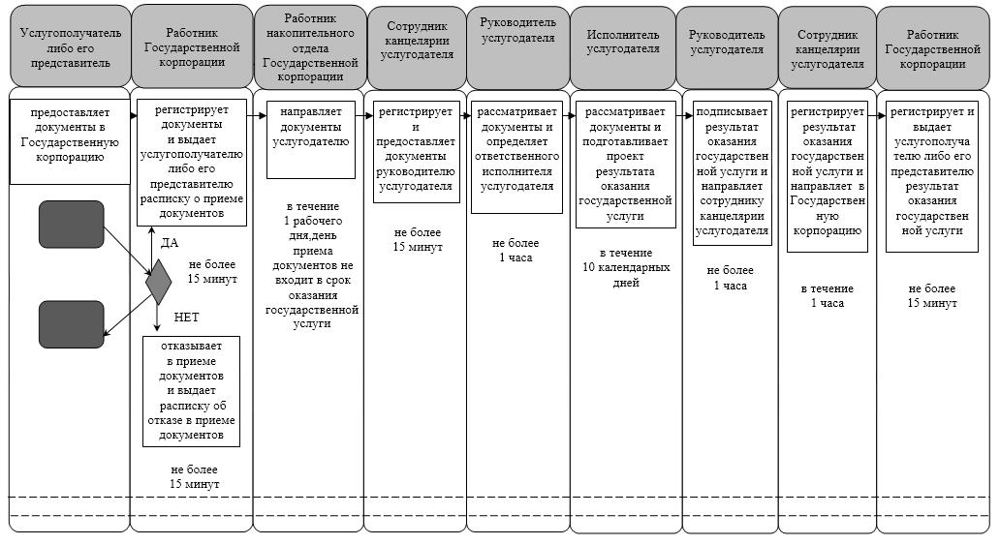 Услугополучатель
либо его
представитель
Работник
Государственной
корпорации
Работник
накопительного
отдела
Государственной
корпорации
Сотрудник
канцелярии
услугодателя
Руководитель
услугодателя
Исполнитель
услугодателя
Руководитель
услугодателя
Сотрудник
канцелярии
услугодателя
Работник
Государственной
корпорации
предоставляет
документы в
Государственную
корпорацию
регистрирует
документы
и выдает
услугополучателю
либо его
представителю
расписку о приеме
документов
ДА
не более
15 минут
НЕТ
отказывает
в приеме
документов
и выдает
расписку об
отказе в приеме
документов
не более
15 минут
направляет
документы
услугодателю
в течение
1 рабочего
дня,день
приема
документов не
входит в срок
оказания
государственной
услуги
регистрирует
и
предоставляет
документы
руководителю
услугодателя
не более
15 минут
рассматривает
документы и
определяет
ответственного
исполнителя
услугодателя
не более
1 часа
рассматривает
документы и
подготавливает
проект
результата
оказания
государственной
услуги
в течение
10 календарных
дней
подписывает
результат
оказания
государствен
ной услуги и
направляет
сотруднику
канцелярии
услугодателя
не более
1 часа
регистрирует
результат
оказания
государствен
ной услуги и
направляет в
Государствен
ную
корпорацию
в течение
1 часа
регистрирует и
выдает
услугополуча
телю либо его
представителю
результат
оказания
государствен
ной услуги
не более
15 минут